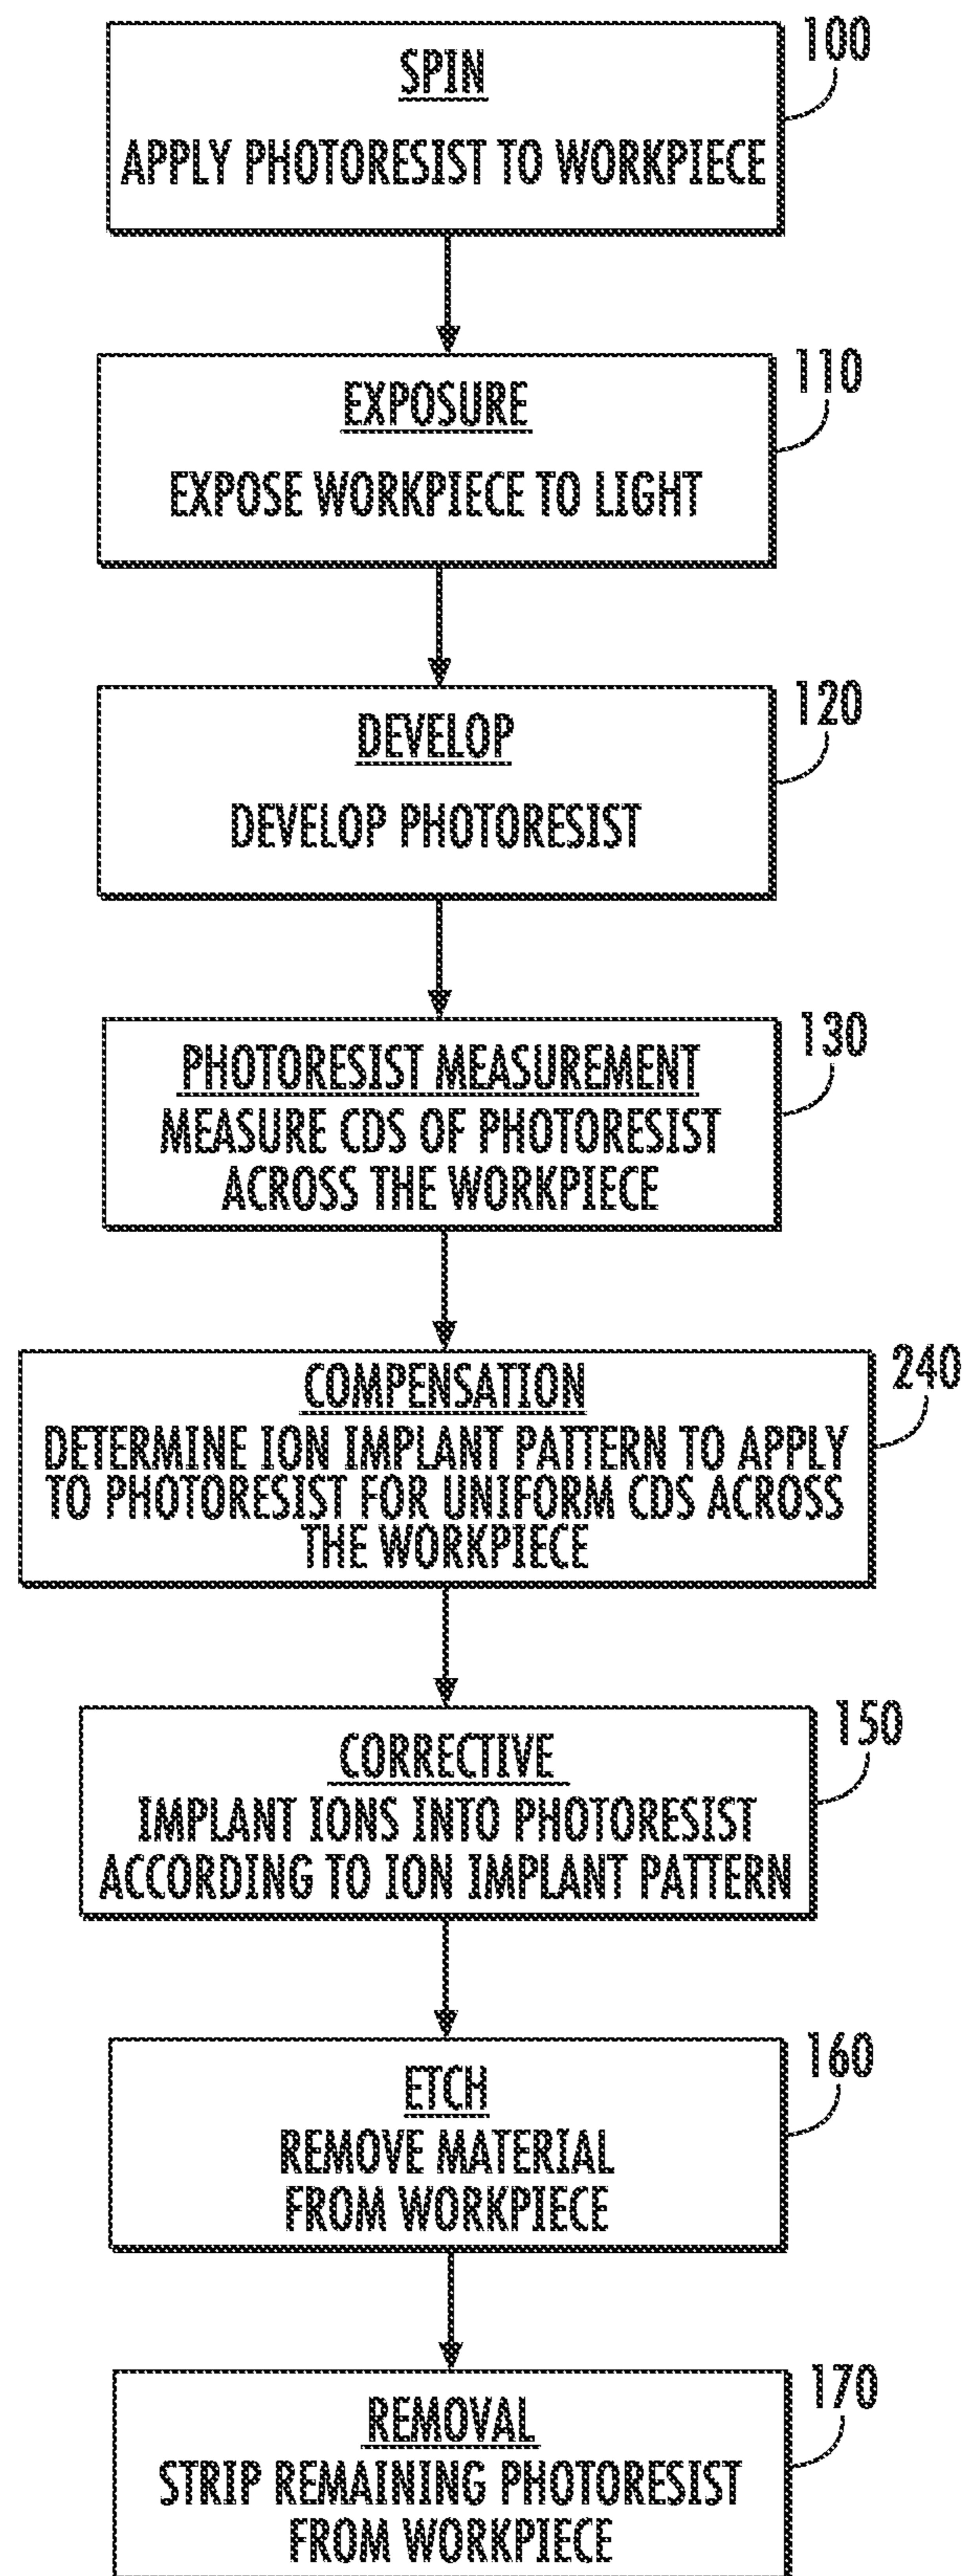 100
SPIN
APPLY PHOTORESIST TO WORKPIECE
110
EXPOSURE
EXPOSE WORKPIECE TO LIGHT
120
DEVELOP
DEVELOP PHOTORESIST
130
PHOTORESIST MEASUREMENT
MEASURE CDS OF PHOTORESIST
ACROSS THE WORKPIECE
240
COMPENSATION
DETERMINE ION IMPLANT PATTERN TO APPLY
TO PHOTORESIST FOR UNIFORM CDS ACROSS
THE WORKPIECE
150
CORRECTIVE
IMPLANT IONS INTO PHOTORESIST
ACCORDING TO ION IMPLANT PATTERN
160
ETCH
REMOVE MATERIAL
FROM WORKPIECE
170
REMOVAL
STRIP REMAINING PHOTORESIST
FROM WORKPIECE